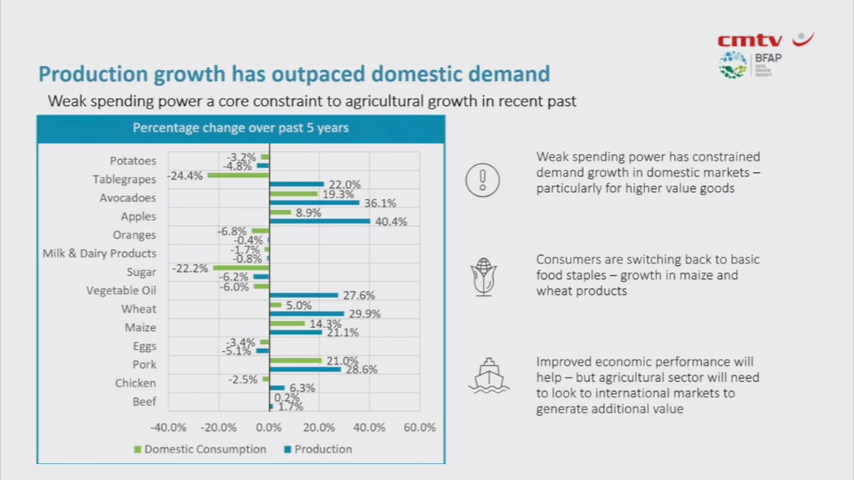 cmtv
BFAP
DATA
DRIVEN
INSIGHT
Production growth has outpaced domestic demand
Weak spending power a core constraint to agricultural growth in recent past
Percentage change over past 5 years
Potatoes
-3.2%
-4.8%
Tablegrapes
-24.4%
22.0%
Avocadoes
19.3%
36.1%
Apples
8.9%
40.4%
Oranges
-6.8%
-0.4%
Milk & Dairy Products
-1.7%
-0.8%
Sugar
-22.2%
-6.2%
Vegetable Oil
-6.0%
27.6%
Wheat
5.0%
29.9%
Maize
14.3%
21.1%
Eggs
-3.4%
-5.1%
Pork
21.0%
28.6%
Chicken
-2.5%
6.3%
Beef
0.2%
1.7%
-40.0% -20.0% 0.0% 20.0% 40.0% 60.0%
Domestic Consumption Production
Weak spending power has constrained
demand growth in domestic markets –
particularly for higher value goods
Consumers are switching back to basic
food staples – growth in maize and
wheat products
Improved economic performance will
help – but agricultural sector will need
to look to international markets to
generate additional value